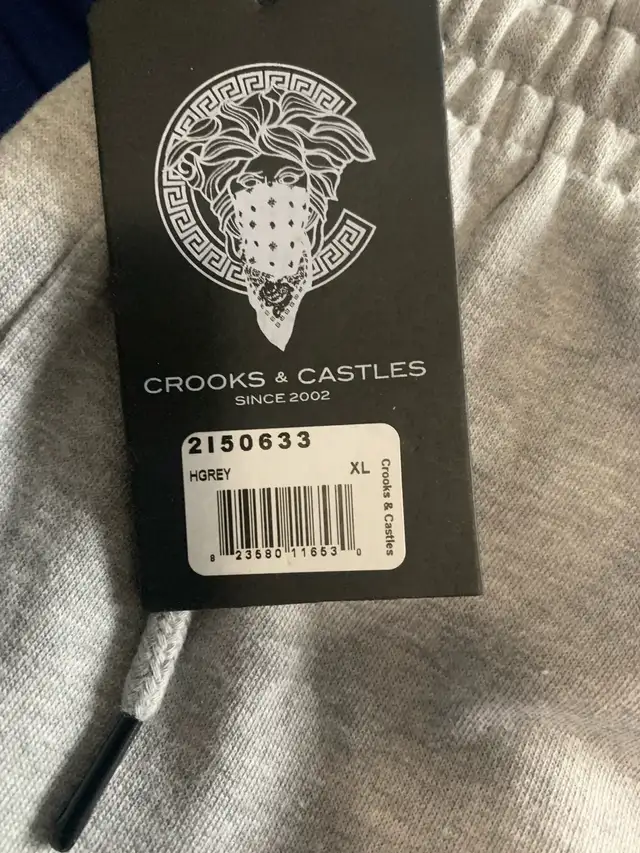 CROOKS & CASTLES
SINCE 2002
2I50633
HGREY XL
Crooks & Castles
8 23580 11653 0